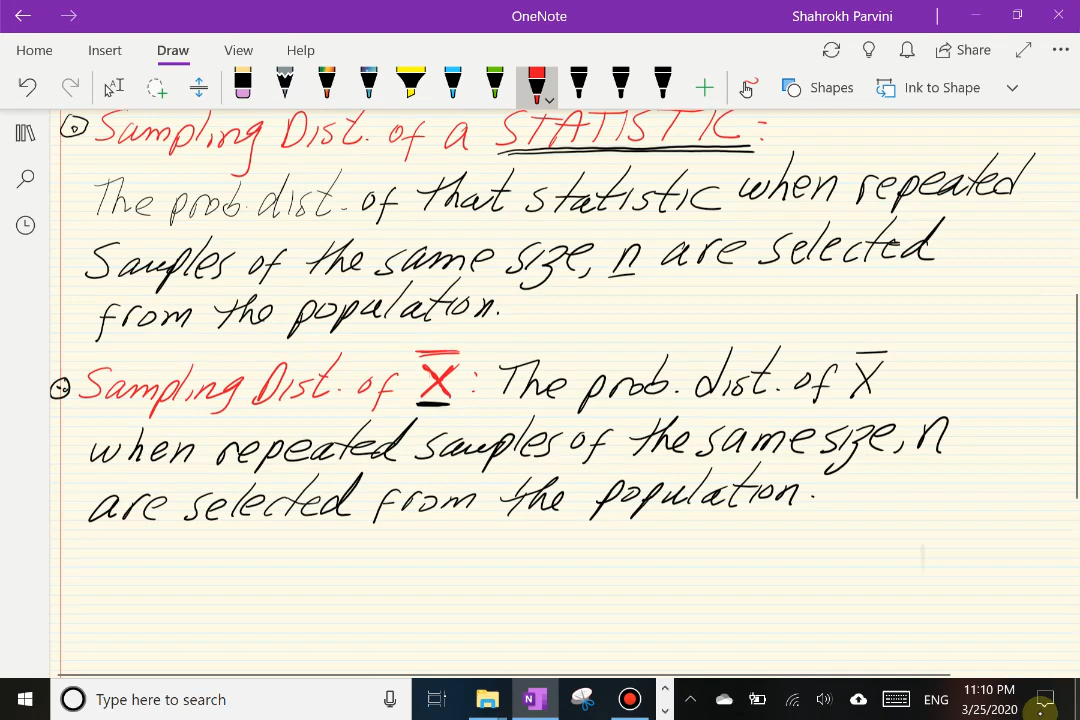 OneNote
Shahrokh Parvini
Home Insert Draw View Help
Share
Shapes
Ink to Share
Sampling Dist. of a STATISTIC:
The prob. dist. of that statistic when repeated
Samples of the same size, n are selected
from the population.
Sampling Dist. of X̅ : The prob. dist. of X̅
when repeated samples of the same size, n
are selected from the population.
Type here to search
ENG
11:10 PM
3/25/2020